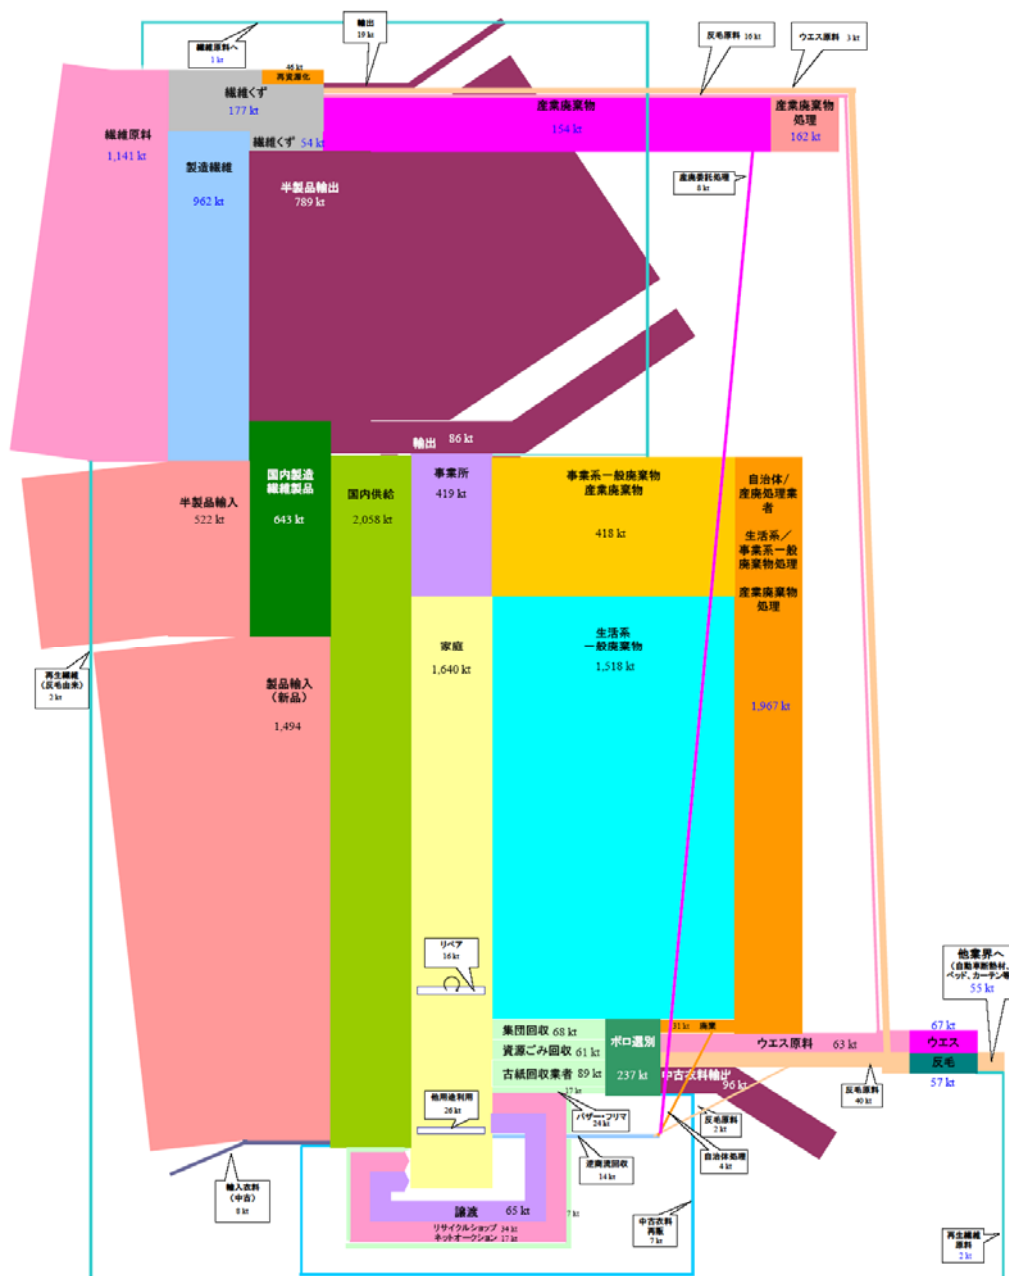 輸出
19 kt
繊維原料へ
1 kt
反毛原料 16 kt
ウエス原料 3 kt
46 kt
再資源化
繊維くず
177 kt
繊維原料
1,141 kt
産業廃棄物
154 kt
産業廃棄物
処理
162 kt
繊維くず 54 kt
製造繊維
962 kt
半製品輸出
789 kt
産廃委託処理
8 kt
輸出 86 kt
国内製造
繊維製品
643 kt
半製品輸入
522 kt
国内供給
2,058 kt
事業所
419 kt
事業系一般廃棄物
産業廃棄物
418 kt
自治体/
産廃処理業
者
生活系／
事業系一般
廃棄物処理
産業廃棄物
処理
1,967 kt
再生繊維
（反毛由来）
2 kt
製品輸入
（新品）
1,494
家庭
1,640 kt
生活系
一般廃棄物
1,518 kt
リペア
16 kt
他業界へ
（自動車断熱材、
ベッド、カーテン等
55 kt
集団回収 68 kt
資源ごみ回収 61 kt
古紙回収業者 89 kt
17 kt
ボロ選別
237 kt
31 kt 廃棄
ウエス原料 63 kt
67 kt
ウエス
反毛
57 kt
中古衣料輸出
96 kt
反毛原料
40 kt
他用途利用
26 kt
バザー・フリマ
24 kt
反毛原料
2 kt
自治体処理
4 kt
逆商流回収
14 kt
輸入衣料
（中古）
8 kt
譲渡 65 kt
リサイクルショップ 34 kt
ネットオークション 17 kt
7 kt
中古衣料
再販
7 kt
再生繊維
原料
2 kt